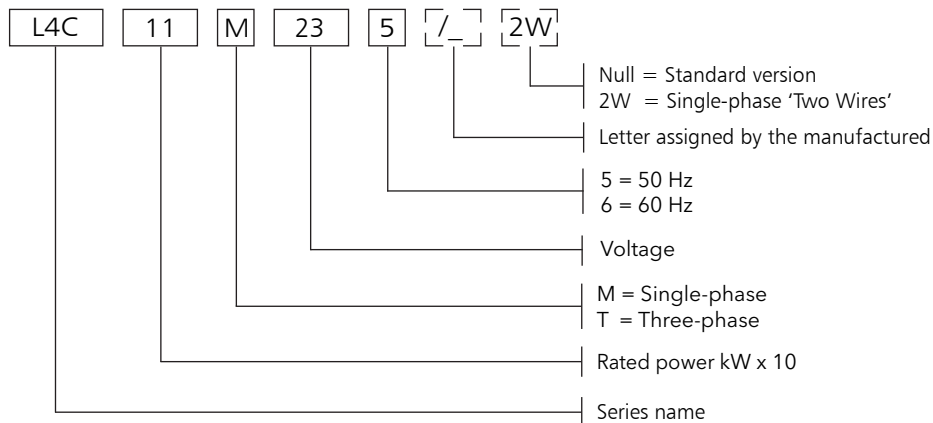 L4C 11 M 23 5 /_ 2W
Null = Standard version
2W = Single-phase ‘Two Wires’
Letter assigned by the manufactured
5 = 50 Hz
6 = 60 Hz
Voltage
M = Single-phase
T = Three-phase
Rated power kW x 10
Series name